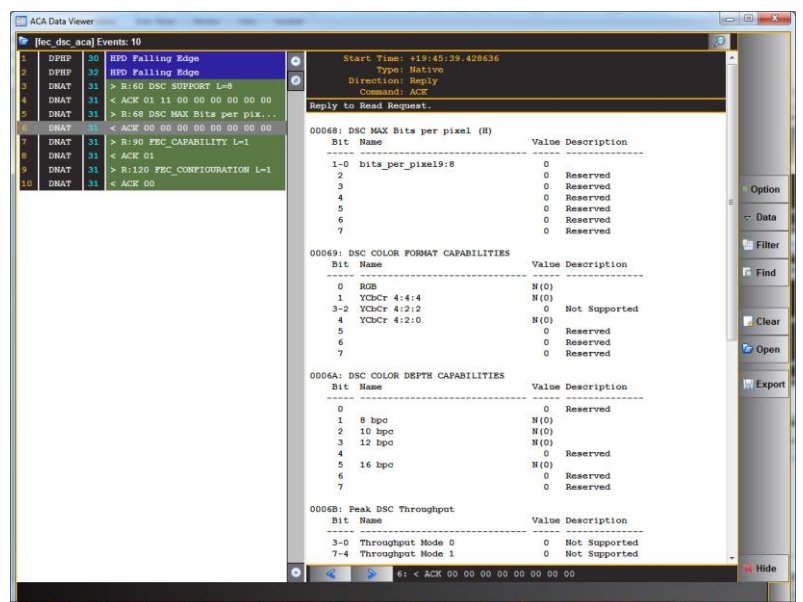 ACA Data Viewer
[fec_dsc_aca] Events: 10
1 DPHP 30 HPD Falling Edge
2 DPHP 32 HPD Falling Edge
3 DNAT 31 > R:60 DSC SUPPORT L=8
4 DNAT 31 < ACK 01 11 00 00 00 00 00 00
5 DNAT 31 > R:68 DSC MAX Bits per pix...
6 DNAT 31 < ACK 00 00 00 00 00 00 00 00
7 DNAT 31 > R:90 FEC_CAPABILITY L=1
8 DNAT 31 < ACK 01
9 DNAT 31 > R:120 FEC_CONFIGURATION L=1
10 DNAT 31 < ACK 00
Start Time: +19:45:39.428636
Type: Native
Direction: Reply
Command: ACK
Reply to Read Request.
00068: DSC MAX Bits per pixel (H)
Bit Name Value Description
1-0 bits_per_pixel9:8 0
2 0 Reserved
3 0 Reserved
4 0 Reserved
5 0 Reserved
6 0 Reserved
7 0 Reserved
00069: DSC COLOR FORMAT CAPABILITIES
Bit Name Value Description
0 RGB N(0)
1 YCbCr 4:4:4 N(0)
3-2 YCbCr 4:2:2 0 Not Supported
4 YCbCr 4:2:0 N(0)
5 0 Reserved
6 0 Reserved
7 0 Reserved
0006A: DSC COLOR DEPTH CAPABILITIES
Bit Name Value Description
0 0 Reserved
1 8 bpc N(0)
2 10 bpc N(0)
3 12 bpc N(0)
4 0 Reserved
5 16 bpc N(0)
6 0 Reserved
7 0 Reserved
0006B: Peak DSC Throughput
Bit Name Value Description
3-0 Throughput Mode 0 0 Not Supported
7-4 Throughput Mode 1 0 Not Supported
6: < ACK 00 00 00 00 00 00 00 00
Option
Data
Filter
Find
Clear
Open
Export
Hide